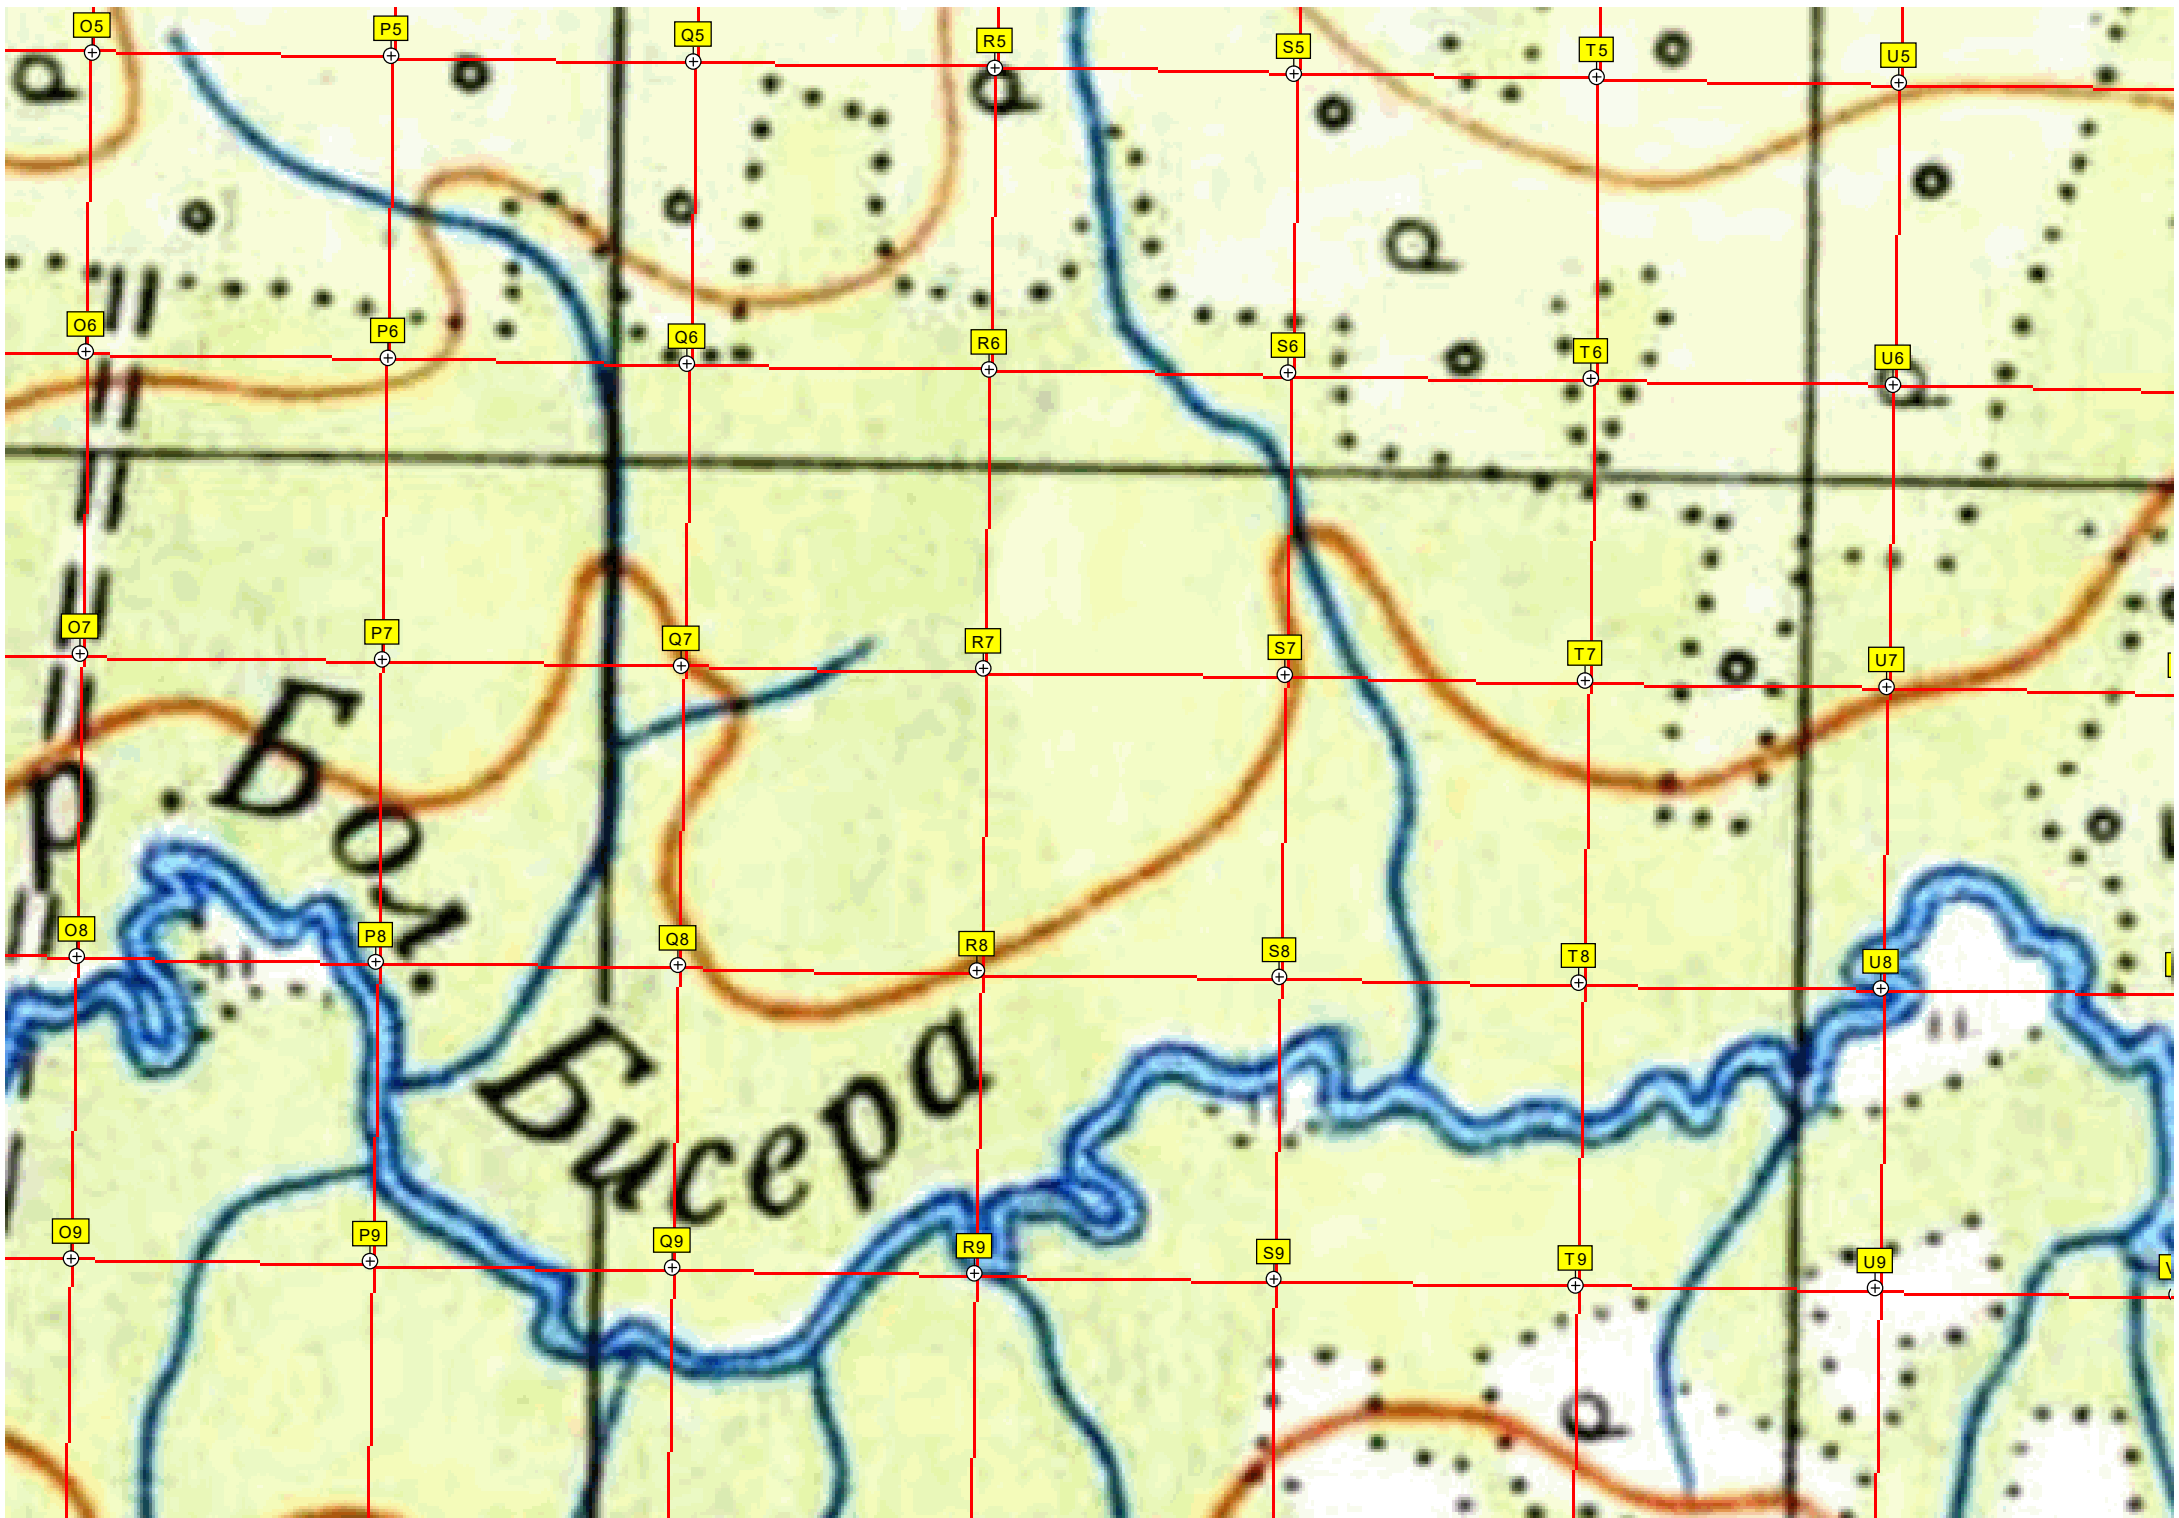 O5 P5 Q5 R5 S5 T5 U5
O6 P6 Q6 R6 S6 T6 U6
O7 P7 Q7 R7 S7 T7 U7
р Бол.
O8 P8 Q8 R8 S8 T8 U8
Бисера
O9 P9 Q9 R9 S9 T9 U9